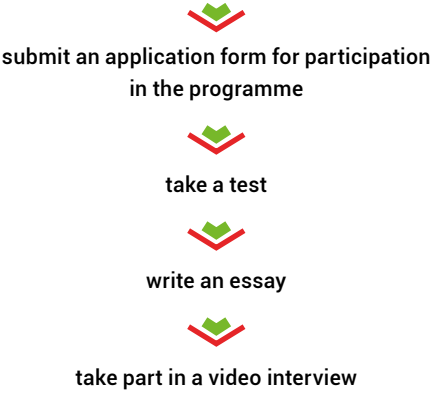 submit an application form for participation
in the programme
take a test
write an essay
take part in a video interview